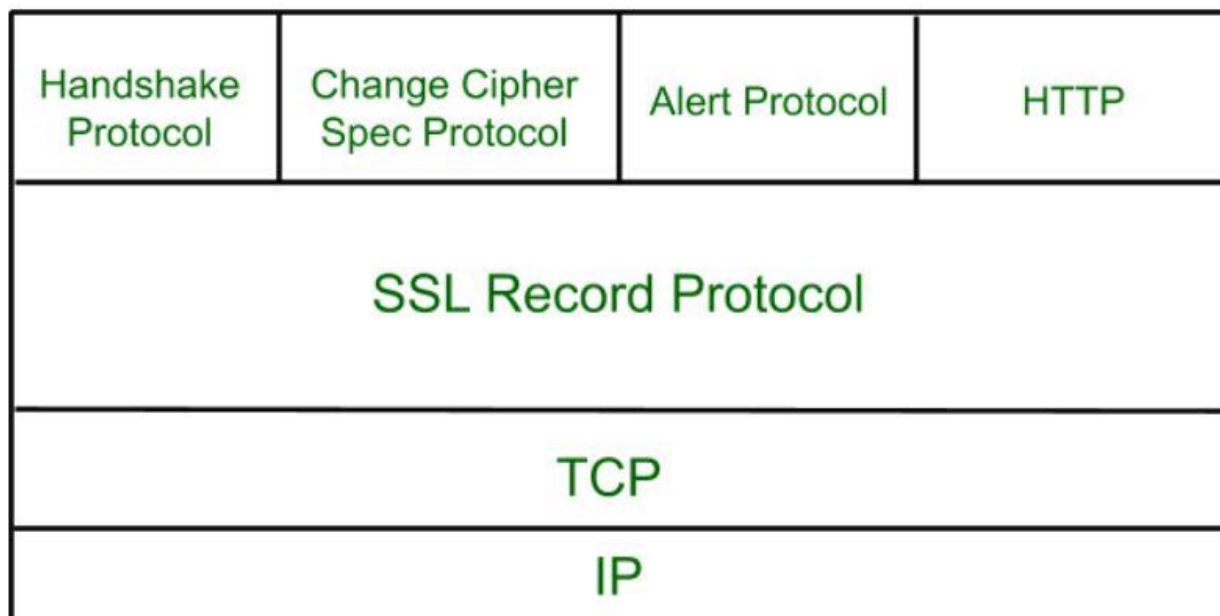 Handshake
Protocol
Change Cipher
Spec Protocol
Alert Protocol
HTTP
SSL Record Protocol
TCP
IP